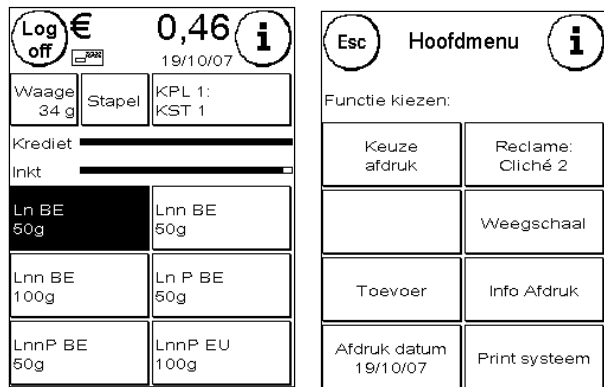 Log
off
€
0,46
i
19/10/07
Waage
34 g
Stapel
KPL 1:
KST 1
Krediet
Inkt
Ln BE
50g
Lnn BE
50g
Lnn BE
100g
Ln P BE
50g
LnnP BE
50g
LnnP EU
100g
Esc
Hoofdmenu
i
Functie kiezen:
Keuze
afdruk
Reclame:
Cliché 2
Weegschaal
Toevoer
Info Afdruk
Afdruk datum
19/10/07
Print systeem